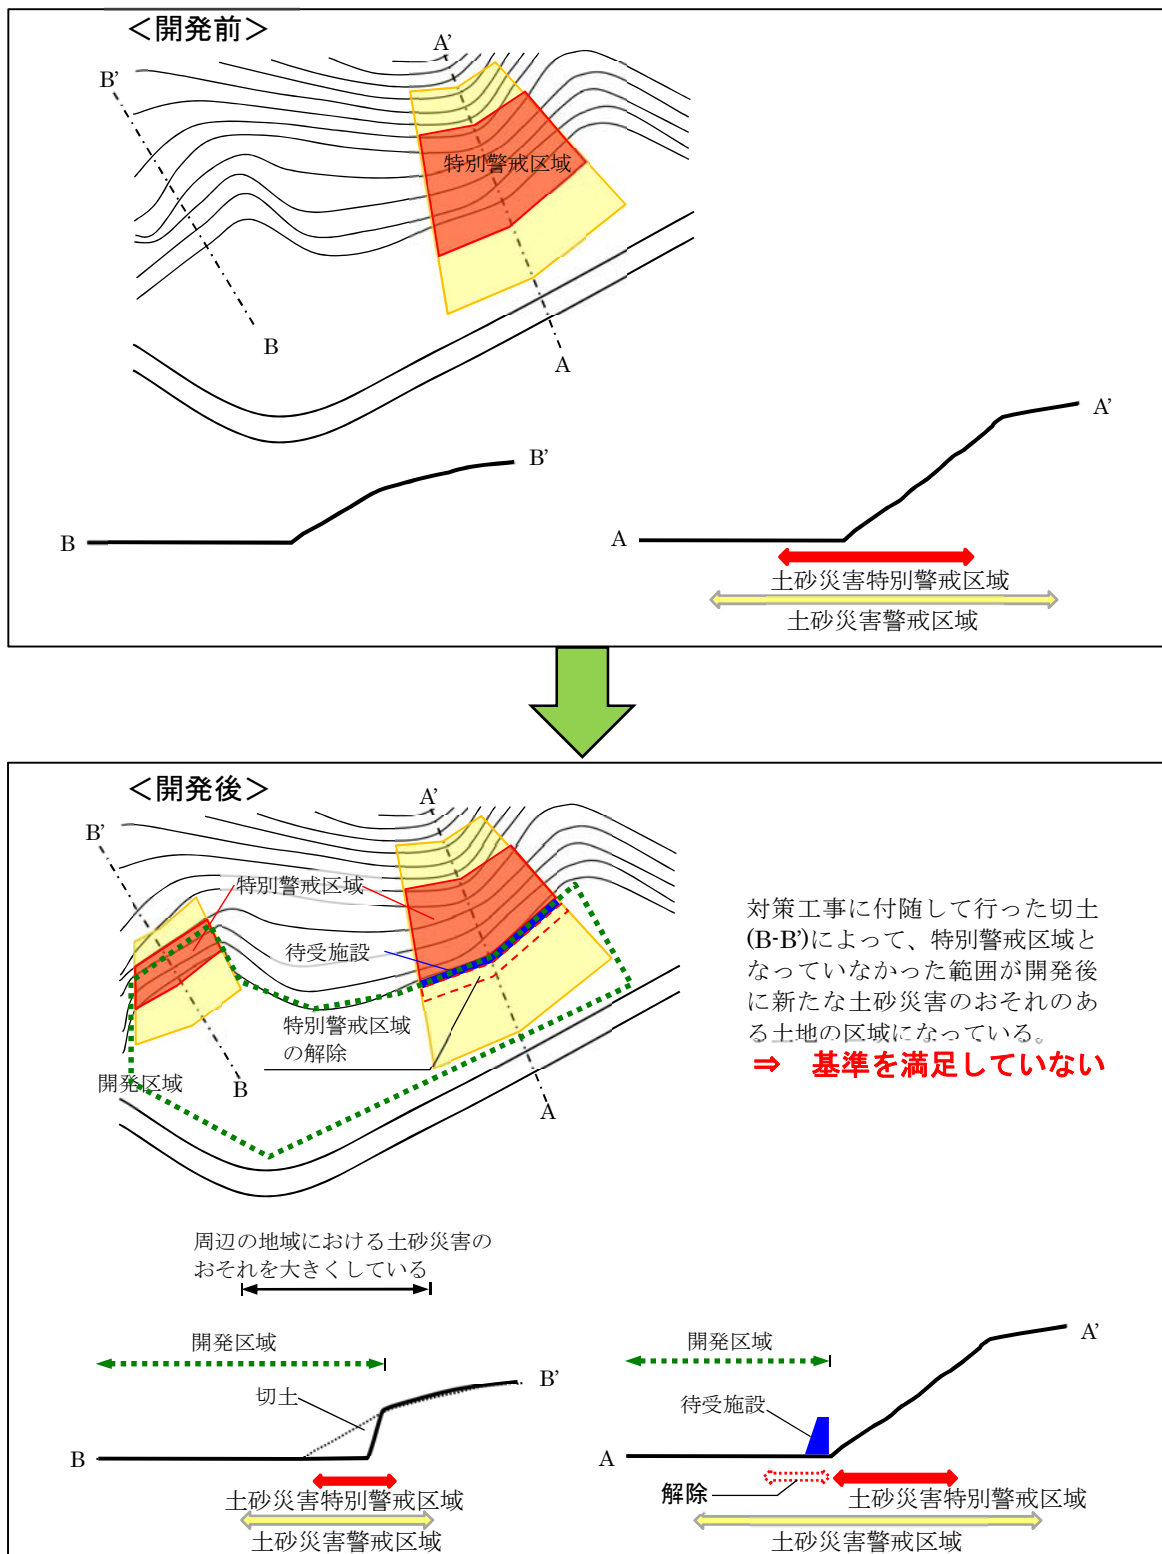 ＜開発前＞
A'
B'
特別警戒区域
B
A
A'
B'
B
A
土砂災害特別警戒区域
土砂災害警戒区域
＜開発後＞
A'
B'
特別警戒区域
待受施設
特別警戒区域
の解除
開発区域
B
A
対策工事に付随して行った切土
(B-B')によって、特別警戒区域と
なっていなかった範囲が開発後
に新たな土砂災害のおそれのあ
る土地の区域になっている。
⇒ 基準を満足していない
周辺の地域における土砂災害の
おそれを大きくしている
開発区域
切土
B'
B
土砂災害特別警戒区域
土砂災害警戒区域
開発区域
A'
待受施設
A
解除
土砂災害特別警戒区域
土砂災害警戒区域